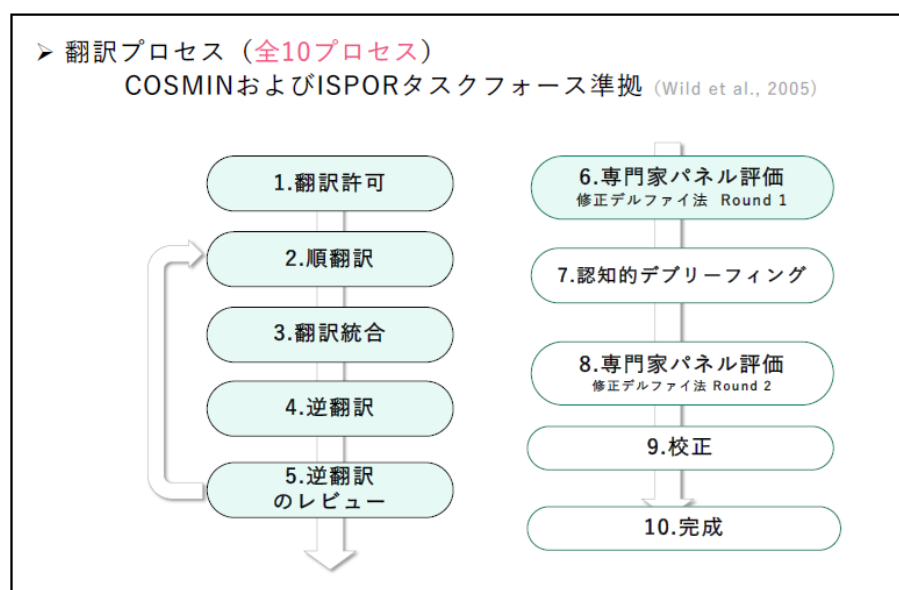 ➤ 翻訳プロセス（全10プロセス）
COSMINおよびISPORタスクフォース準拠 (Wild et al., 2005)
1.翻訳許可
2.順翻訳
3.翻訳統合
4.逆翻訳
5.逆翻訳
のレビュー
6.専門家パネル評価
修正デルファイ法 Round 1
7.認知的デブリーフィング
8.専門家パネル評価
修正デルファイ法 Round 2
9.校正
10.完成